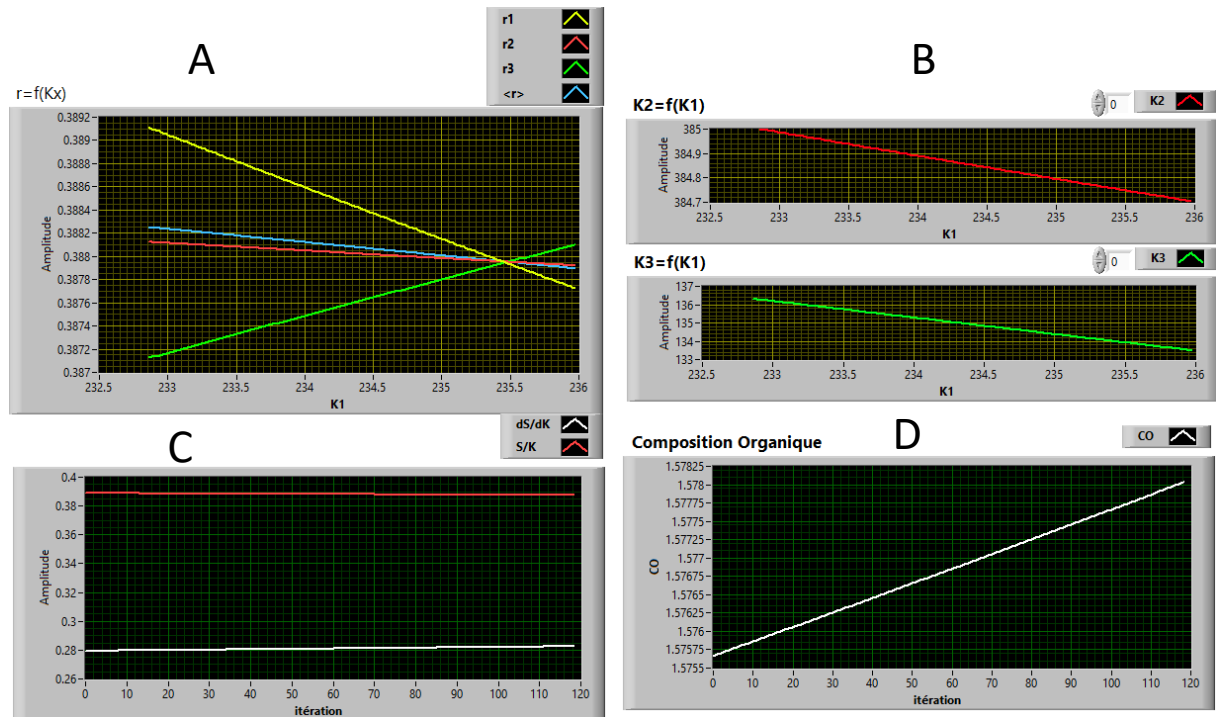 A
r1
r2
r3
<r>
r=f(Kx)
Amplitude
0.3892
0.389
0.3888
0.3886
0.3884
0.3882
0.388
0.3878
0.3876
0.3874
0.3872
0.387
232.5 233 233.5 234 234.5 235 235.5 236
K1
B
K2=f(K1)
0
K2
Amplitude
385
384.9
384.8
384.7
232.5 233 233.5 234 234.5 235 235.5 236
K1
K3=f(K1)
0
K3
Amplitude
137
136
135
134
133
232.5 233 233.5 234 234.5 235 235.5 236
K1
C
dS/dK
S/K
Amplitude
0.4
0.38
0.36
0.34
0.32
0.3
0.28
0.26
0 10 20 30 40 50 60 70 80 90 100 110 120
itération
D
Composition Organique
CO
CO
1.57825
1.578
1.57775
1.5775
1.57725
1.577
1.57675
1.5765
1.57625
1.576
1.57575
1.5755
0 10 20 30 40 50 60 70 80 90 100 110 120
itération